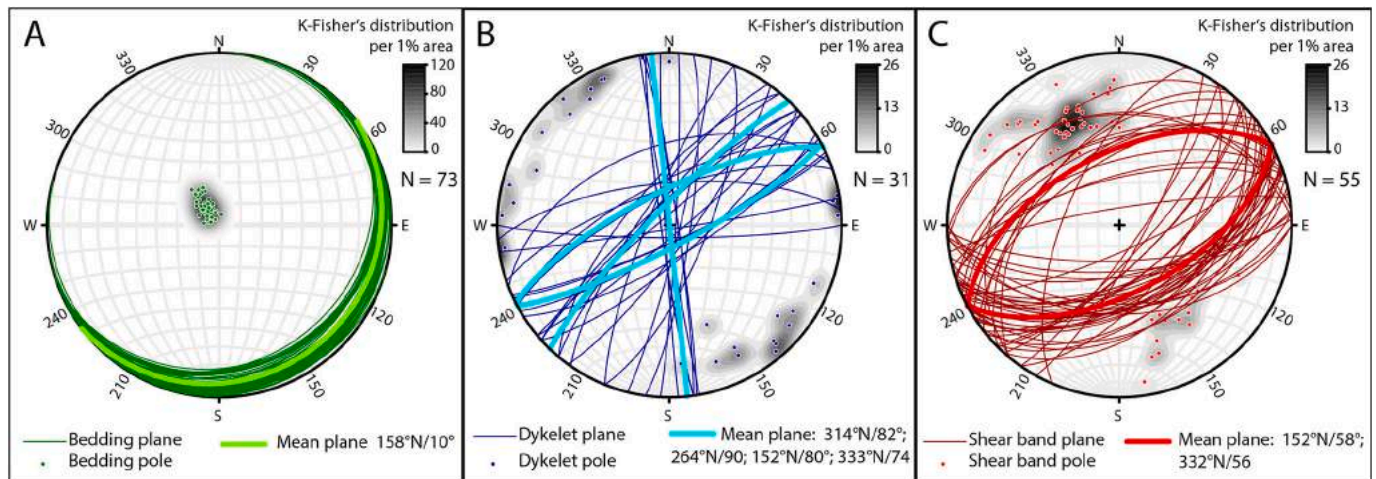 A
K-Fisher's distribution
per 1% area
N
330
30
120
300
60
80
40
0
N = 73
W
E
240
120
210
150
S
Bedding plane
Mean plane 158°N/10°
Bedding pole
B
K-Fisher's distribution
per 1% area
N
330
30
26
300
60
13
0
N = 31
W
E
240
120
210
150
S
Dykelet plane
Mean plane: 314°N/82°;
Dykelet pole
264°N/90; 152°N/80°; 333°N/74
C
K-Fisher's distribution
per 1% area
N
330
30
26
300
60
13
0
N = 55
W
E
240
120
210
150
S
Shear band plane
Mean plane: 152°N/58°;
Shear band pole
332°N/56